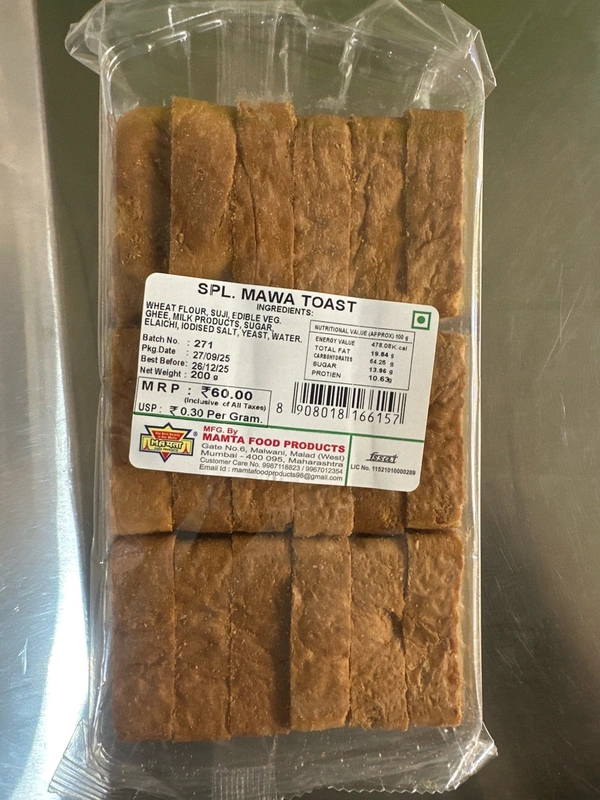 SPL. MAWA TOAST
INGREDIENTS:
WHEAT FLOUR, SUJI, EDIBLE VEG.
GHEE, MILK PRODUCTS, SUGAR,
ELAICHI, IODISED SALT, YEAST, WATER.
Batch No. : 271
Pkg.Date : 27/09/25
Best Before: 26/12/25
Net Weight : 200 g
MRP : ₹60.00
(Inclusive of All Taxes)
USP : ₹ 0.30 Per Gram.
NUTRITIONAL VALUE (APPROX) 100 g
ENERGY VALUE 478.08K.cal
TOTAL FAT 19.84 g
CARBOHYDRATES 64.26 g
SUGAR 13.96 g
PROTIEN 10.63g
8 908018 166157
MFG. By
MAMTA FOOD PRODUCTS
Gate No.6, Malwani, Malad (West)
Mumbai - 400 095, Maharashtra
Customer Care No. 9967118823 / 9967012354
Email Id : mamtafoodproducts98@gmail.com
fssai
LIC No. 11521010000289